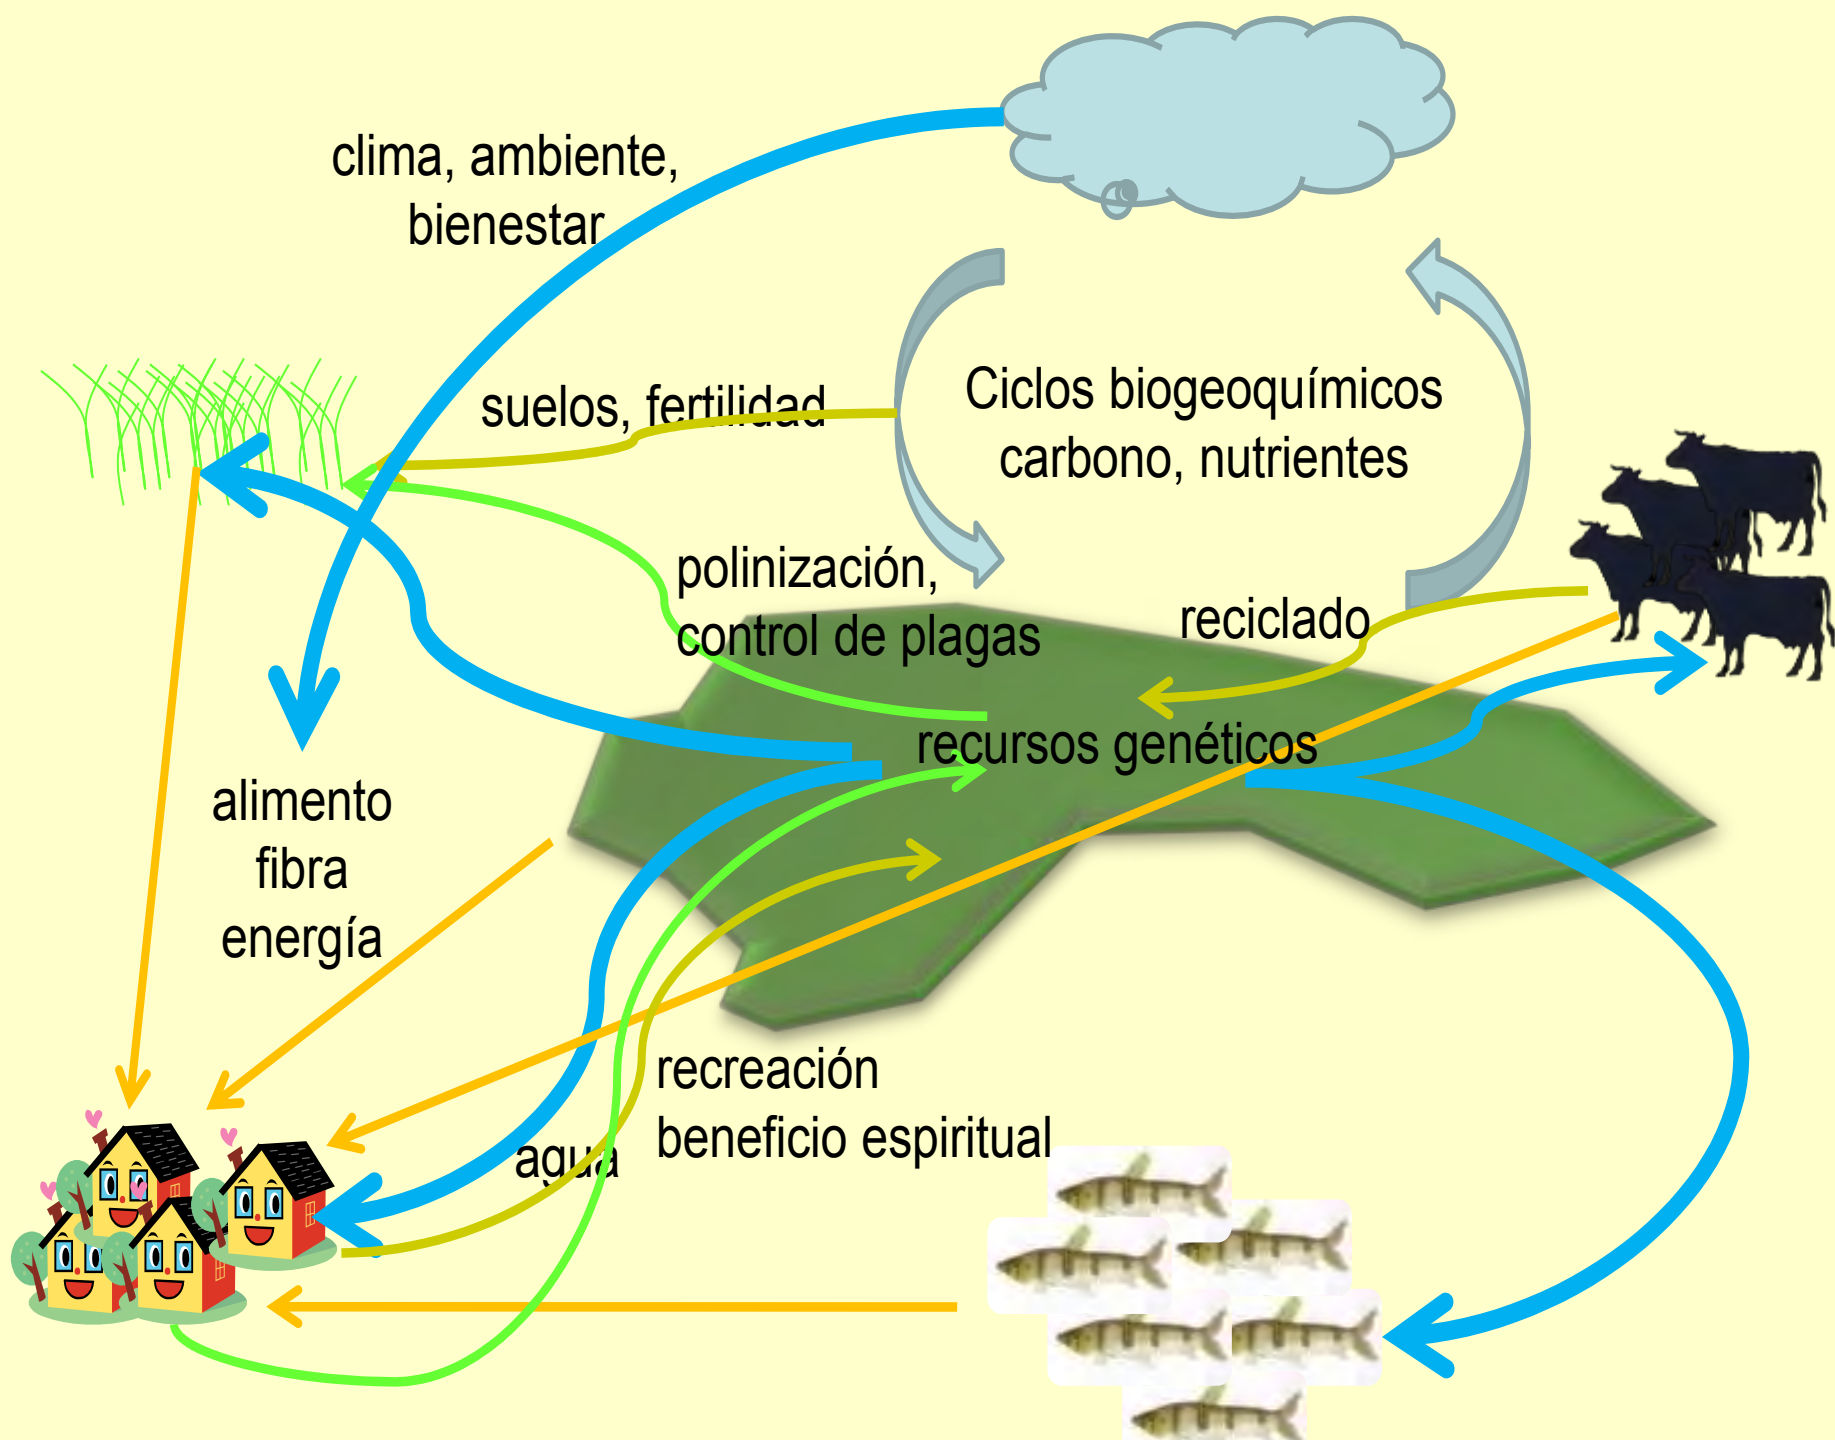 clima, ambiente,
bienestar
suelos, fertilidad
Ciclos biogeoquímicos
carbono, nutrientes
polinización,
control de plagas
reciclado
recursos genéticos
alimento
fibra
energía
recreación
beneficio espiritual
agua